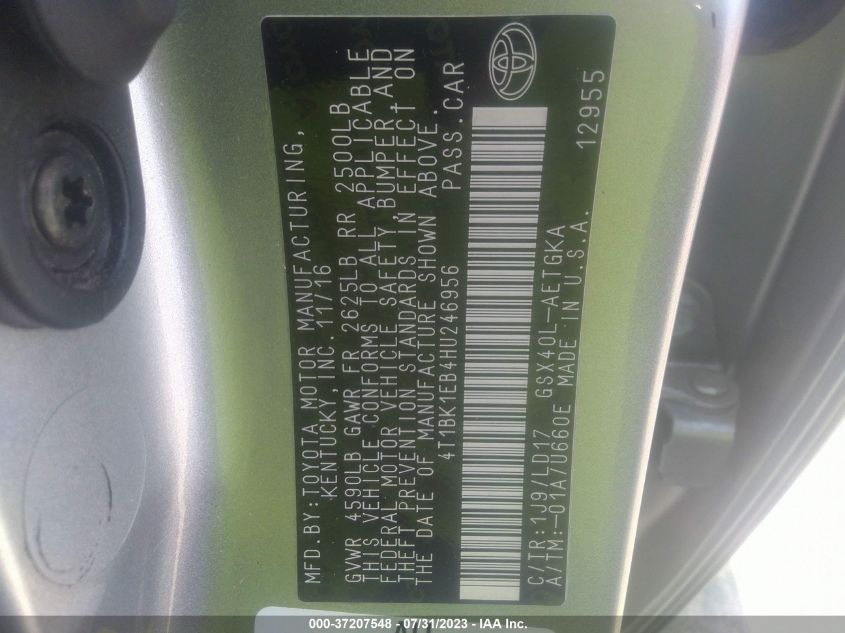 MFD. BY: TOYOTA MOTOR MANUFACTURING,
KENTUCKY, INC. 11/16
GVWR 4590LB GAWR FR 2625LB RR 2500LB
THIS VEHICLE CONFORMS TO ALL APPLICABLE
FEDERAL MOTOR VEHICLE SAFETY, BUMPER, AND
THEFT PREVENTION STANDARDS IN EFFECT ON
THE DATE OF MANUFACTURE SHOWN ABOVE.
4T1BK1EB4HU246956 PASS. CAR
C/TR: 1J9/LD17 GSX40L-AETGKA
A/TM: -01A/U660E MADE IN U.S.A.
12955
000-37207548 - 07/31/2023 - IAA Inc.